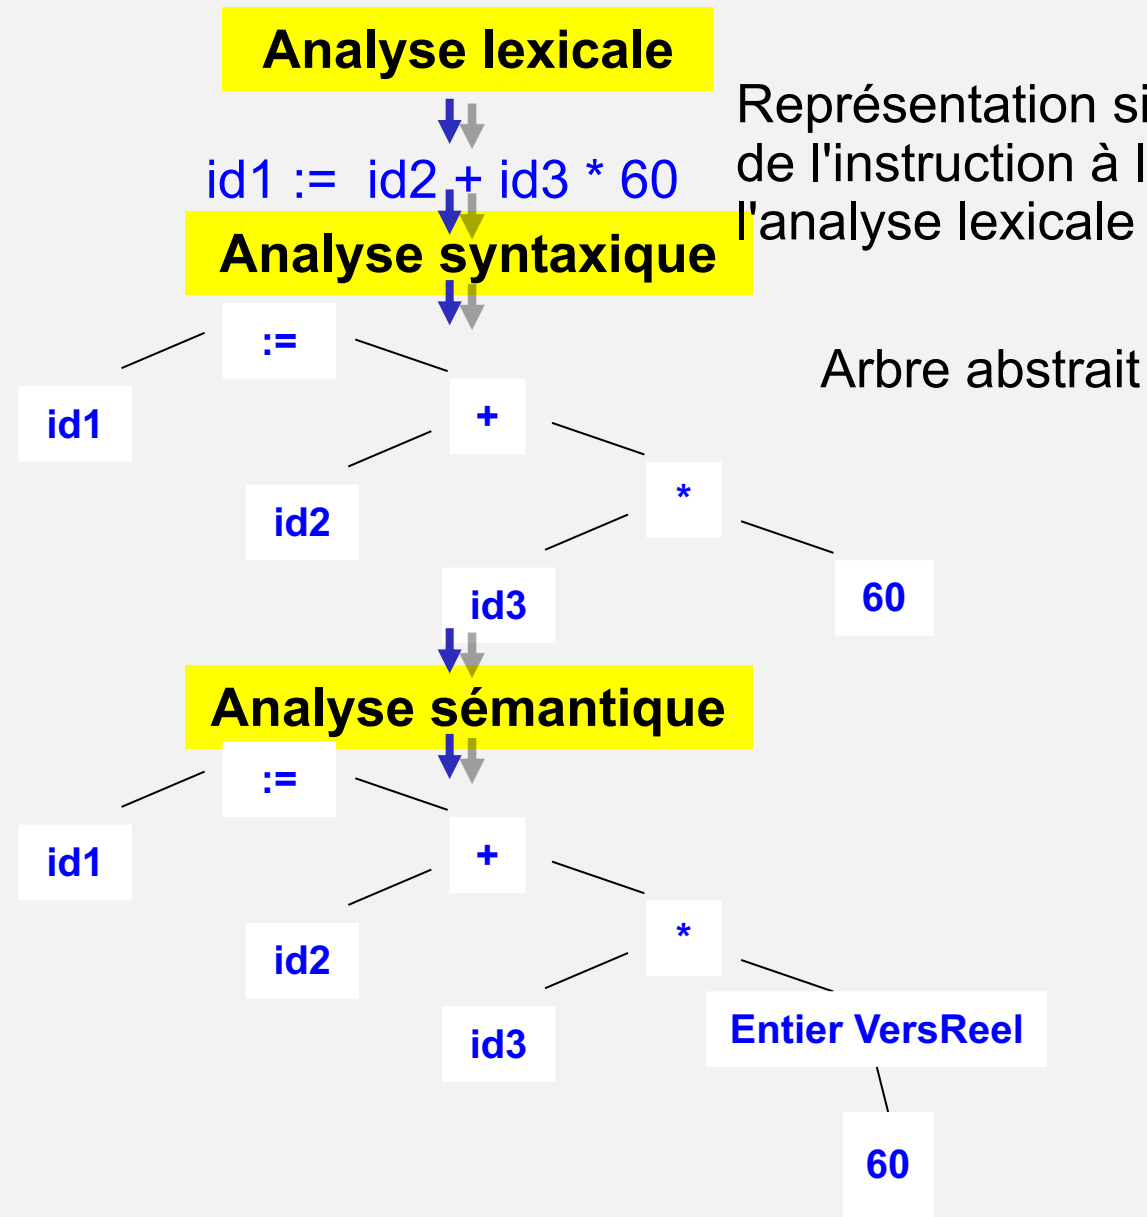 Analyse lexicale
Représentation
de l'instruction à
l'analyse lexicale
id1 := id2 + id3 * 60
Analyse syntaxique
:=
Arbre abstrait
id1
+
id2
*
id3
60
Analyse sémantique
:=
id1
+
id2
*
id3
Entier VersReel
60